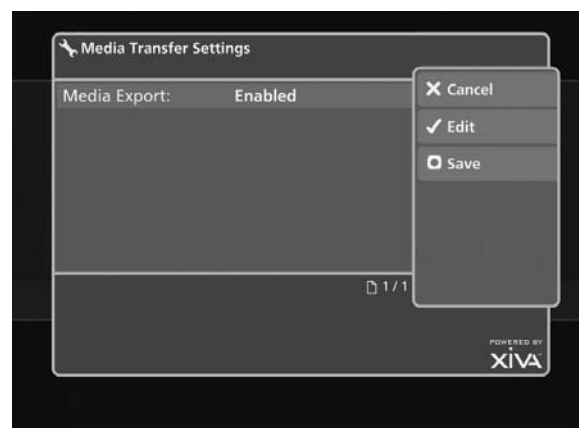 Media Transfer Settings
Media Export: Enabled
Cancel
Edit
Save
1 / 1
POWERED BY
XiVA